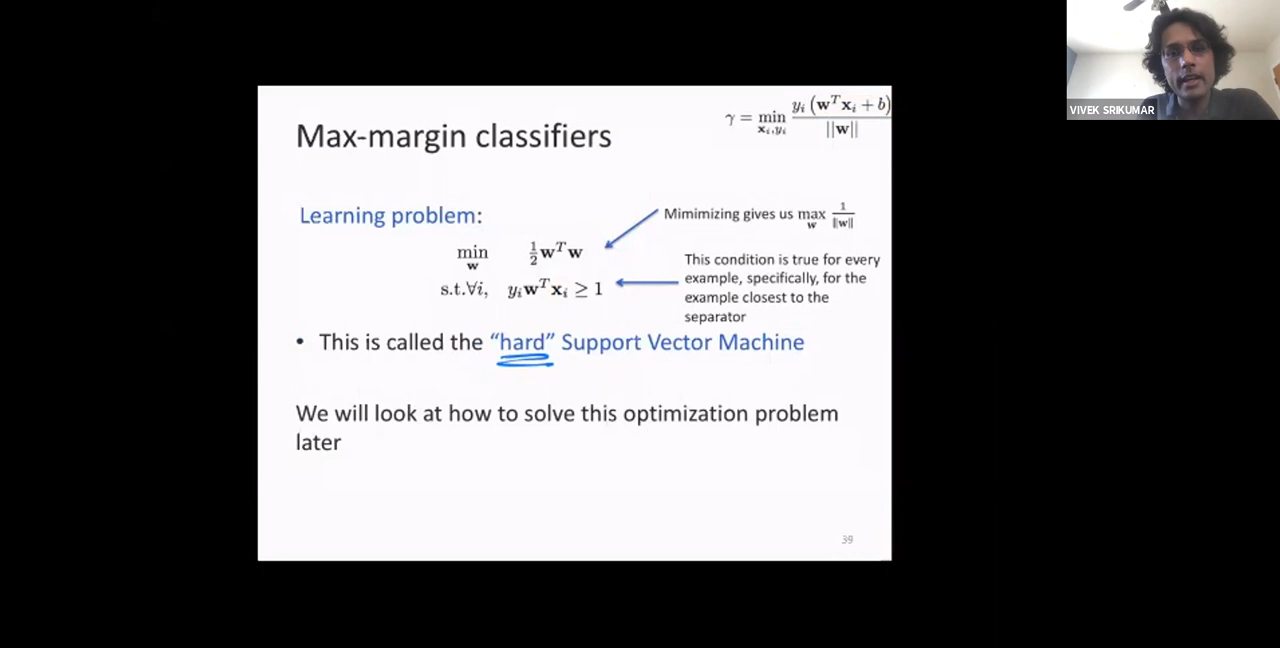 VIVEK SRIKUMAR
Max-margin classifiers
γ = min_{x_i, y_i} y_i (w^T x_i + b) / ||w||
Learning problem:
Mimimizing gives us max_w 1/||w||
min_w ½ w^T w
s.t.∀i, y_i w^T x_i ≥ 1
This condition is true for every
example, specifically, for the
example closest to the
separator
• This is called the “hard” Support Vector Machine
We will look at how to solve this optimization problem
later
39